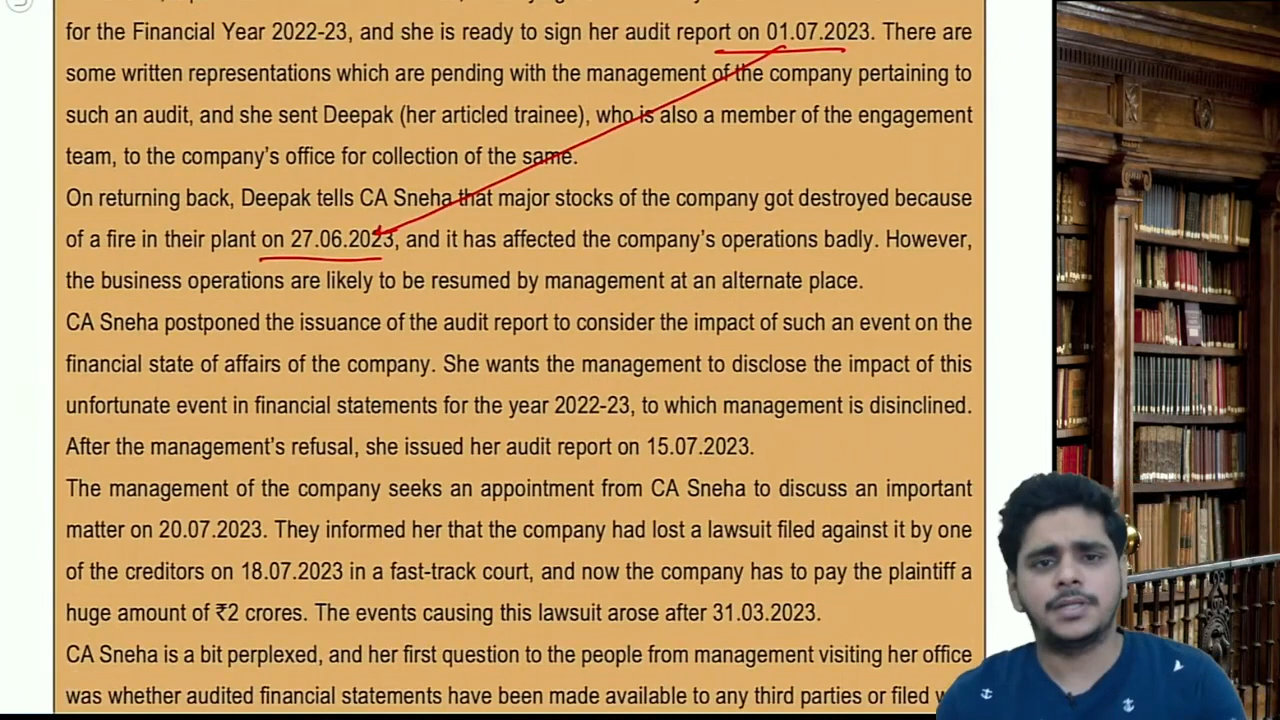 for the Financial Year 2022-23, and she is ready to sign her audit report on 01.07.2023. There are
some written representations which are pending with the management of the company pertaining to
such an audit, and she sent Deepak (her articled trainee), who is also a member of the engagement
team, to the company's office for collection of the same.
On returning back, Deepak tells CA Sneha that major stocks of the company got destroyed because
of a fire in their plant on 27.06.2023, and it has affected the company's operations badly. However,
the business operations are likely to be resumed by management at an alternate place.
CA Sneha postponed the issuance of the audit report to consider the impact of such an event on the
financial state of affairs of the company. She wants the management to disclose the impact of this
unfortunate event in financial statements for the year 2022-23, to which management is disinclined.
After the management's refusal, she issued her audit report on 15.07.2023.
The management of the company seeks an appointment from CA Sneha to discuss an important
matter on 20.07.2023. They informed her that the company had lost a lawsuit filed against it by one
of the creditors on 18.07.2023 in a fast-track court, and now the company has to pay the plaintiff a
huge amount of ₹2 crores. The events causing this lawsuit arose after 31.03.2023.
CA Sneha is a bit perplexed, and her first question to the people from management visiting her office
was whether audited financial statements have been made available to any third parties or filed